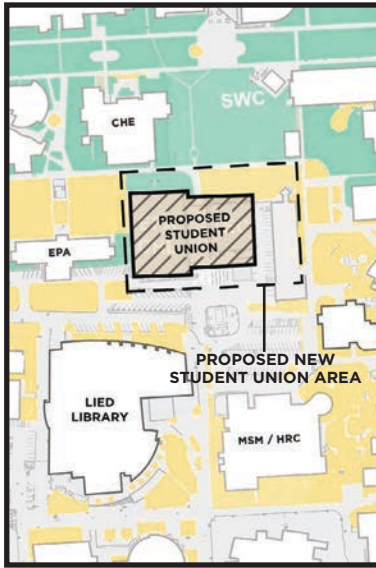 SWC
CHE
PROPOSED
STUDENT
UNION
EPA
PROPOSED NEW
STUDENT UNION AREA
LIED
LIBRARY
MSM / HRC